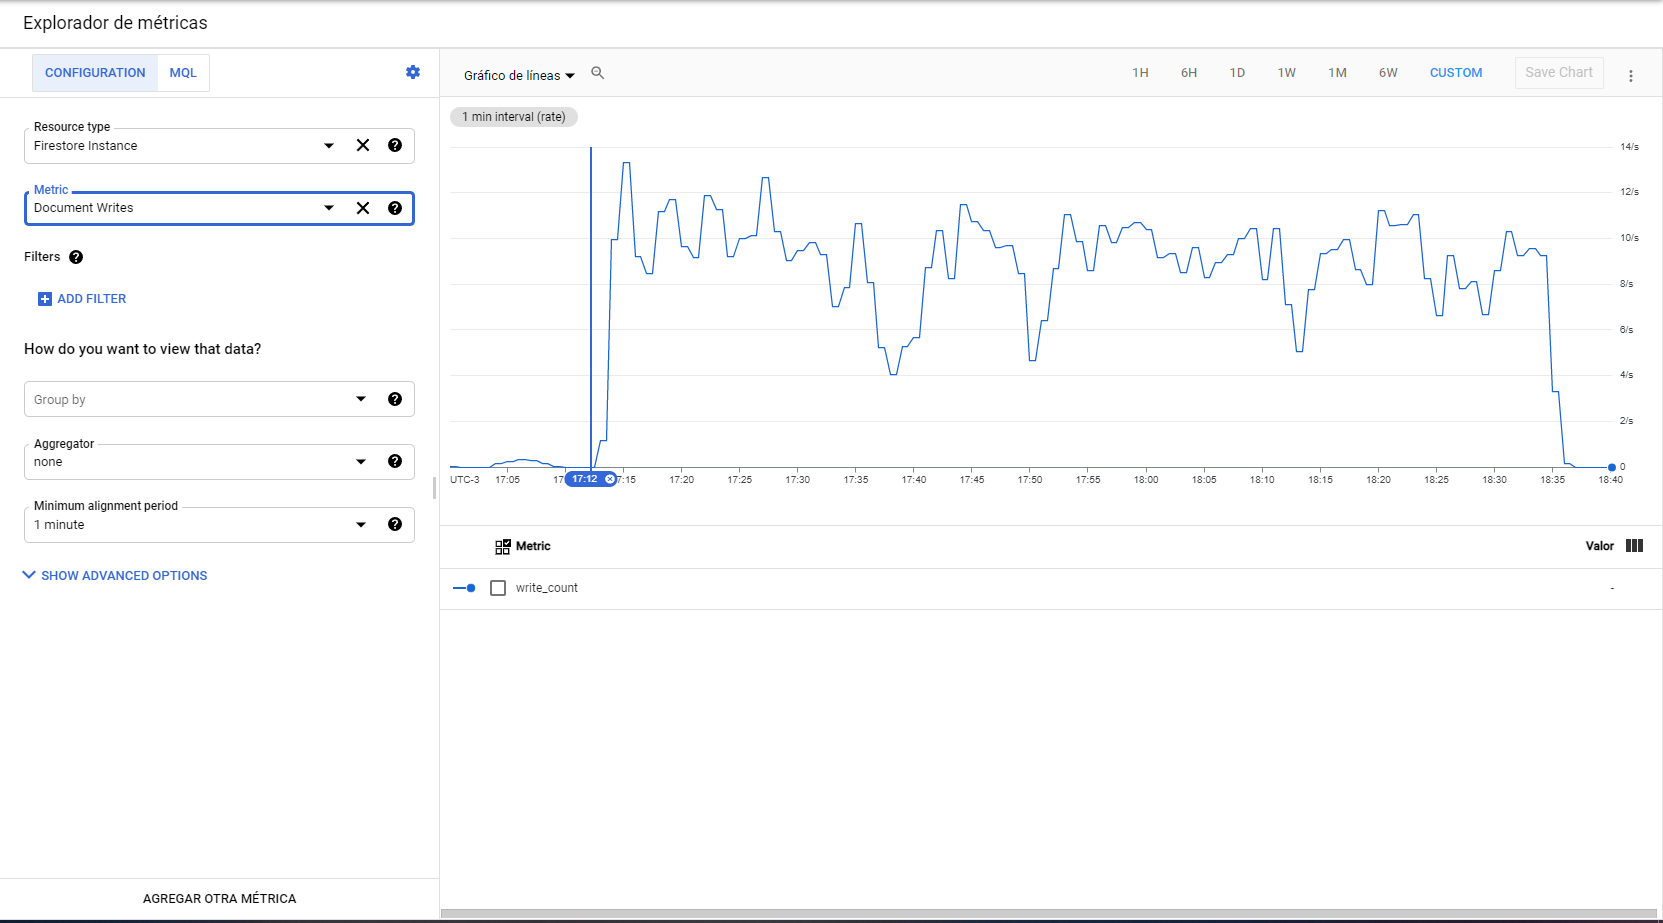 Explorador de métricas
CONFIGURATION MQL
Resource type
Firestore Instance
Metric
Document Writes
Filters
ADD FILTER
How do you want to view that data?
Group by
Aggregator
none
Minimum alignment period
1 minute
SHOW ADVANCED OPTIONS
AGREGAR OTRA MÉTRICA
Gráfico de líneas 1H 6H 1D 1W 1M 6W CUSTOM Save Chart
1 min interval (rate)
14/s
12/s
10/s
8/s
6/s
4/s
2/s
0
UTC-3 17:05 17:12 17:20 17:25 17:30 17:35 17:40 17:45 17:50 17:55 18:00 18:05 18:10 18:15 18:20 18:25 18:30 18:35 18:40
Metric Valor
write_count -